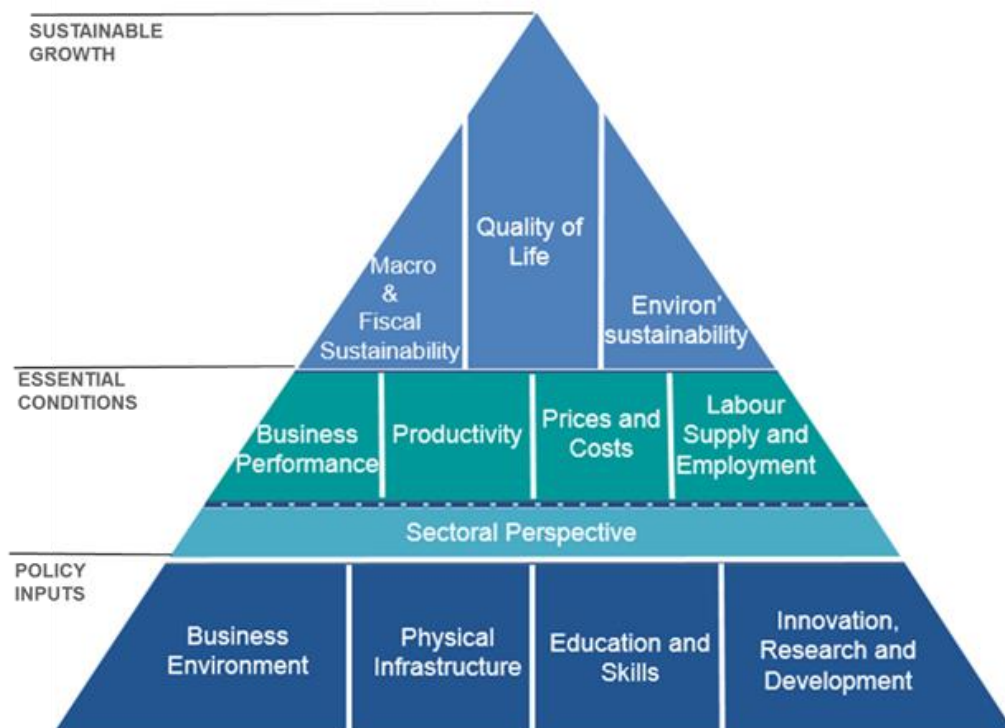 SUSTAINABLE
GROWTH
Quality of
Life
Macro
&
Fiscal
Sustainability
Environ'
sustainability
ESSENTIAL
CONDITIONS
Business
Performance
Productivity
Prices and
Costs
Labour
Supply and
Employment
Sectoral Perspective
POLICY
INPUTS
Business
Environment
Physical
Infrastructure
Education and
Skills
Innovation,
Research and
Development